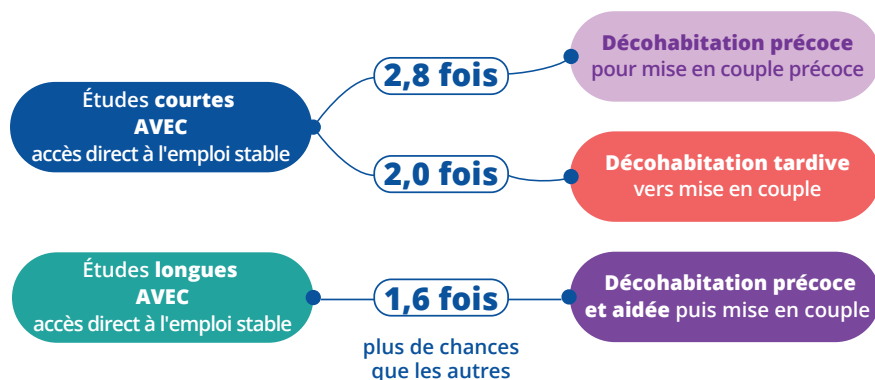 Études courtes
AVEC
accès direct à l'emploi stable
2,8 fois
Décohabitation précoce
pour mise en couple précoce
2,0 fois
Décohabitation tardive
vers mise en couple
Études longues
AVEC
accès direct à l'emploi stable
1,6 fois
Décohabitation précoce
et aidée puis mise en couple
plus de chances
que les autres